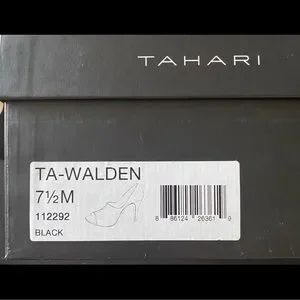 TAHARI
TA-WALDEN
7½M
112292
BLACK
8 86124 26361 9